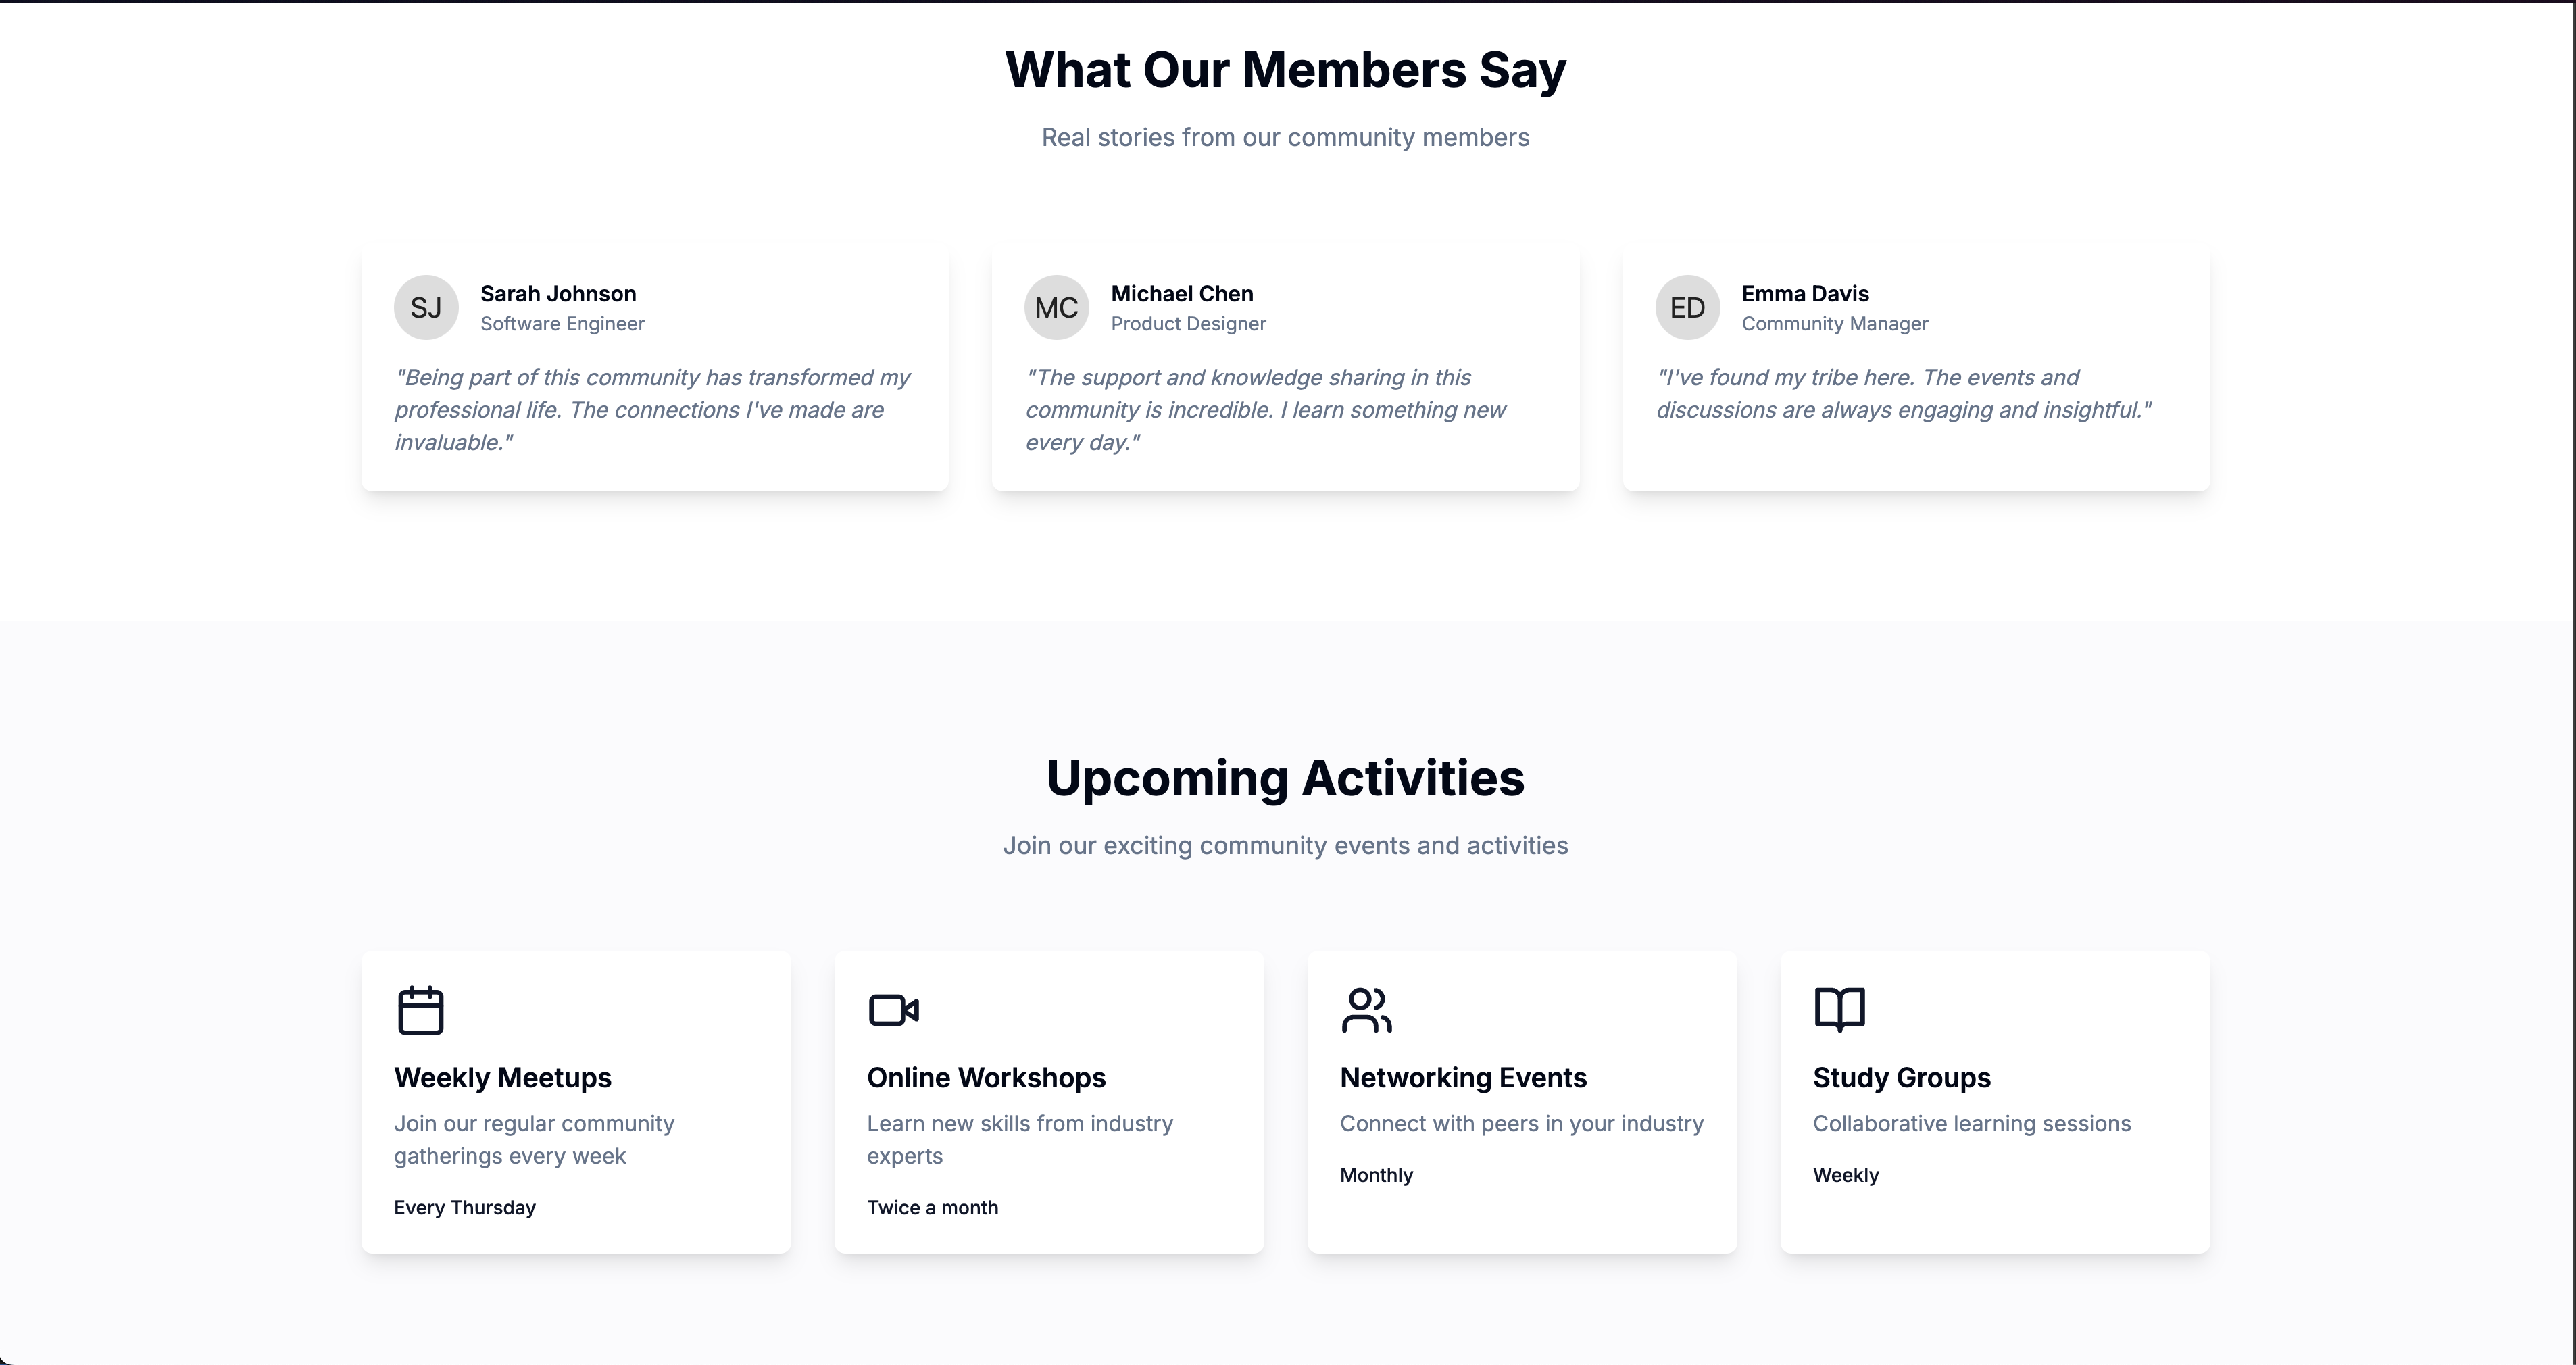 What Our Members Say
Real stories from our community members
SJ
Sarah Johnson
Software Engineer
"Being part of this community has transformed my
professional life. The connections I've made are
invaluable."
MC
Michael Chen
Product Designer
"The support and knowledge sharing in this
community is incredible. I learn something new
every day."
ED
Emma Davis
Community Manager
"I've found my tribe here. The events and
discussions are always engaging and insightful."
Upcoming Activities
Join our exciting community events and activities
Weekly Meetups
Join our regular community
gatherings every week
Every Thursday
Online Workshops
Learn new skills from industry
experts
Twice a month
Networking Events
Connect with peers in your industry
Monthly
Study Groups
Collaborative learning sessions
Weekly